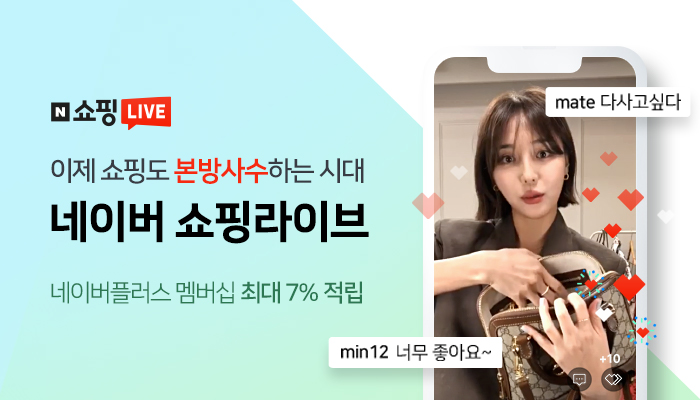 N 쇼핑 LIVE
이제 쇼핑도 본방사수하는 시대
네이버 쇼핑라이브
네이버플러스 멤버십 최대 7% 적립
mate 다사고싶다
min12 너무 좋아요~
+10